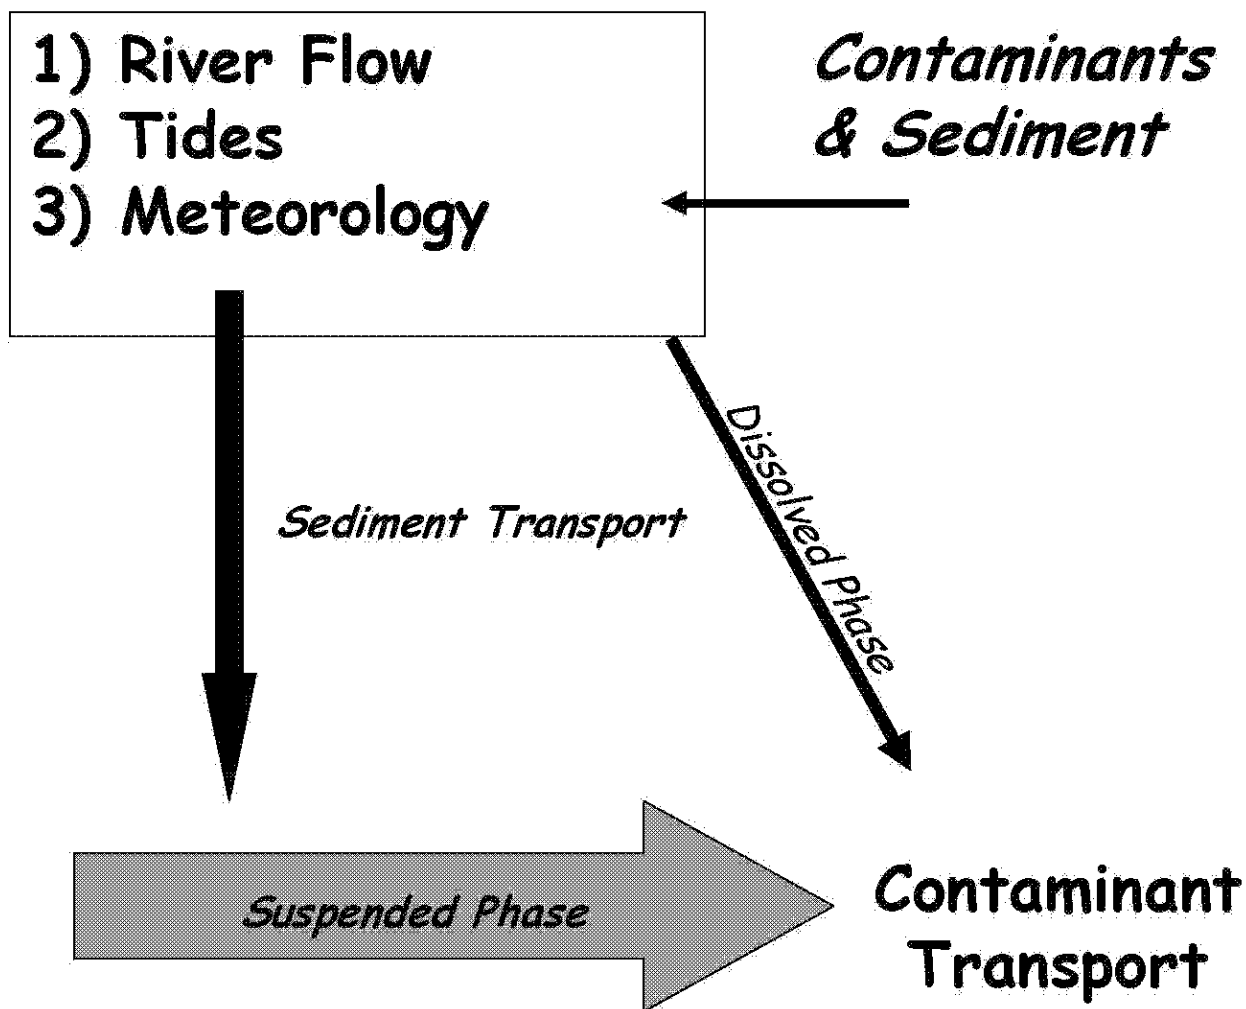 1) River Flow
2) Tides
3) Meteorology
Contaminants
& Sediment
Sediment Transport
Dissolved Phase
Suspended Phase
Contaminant
Transport